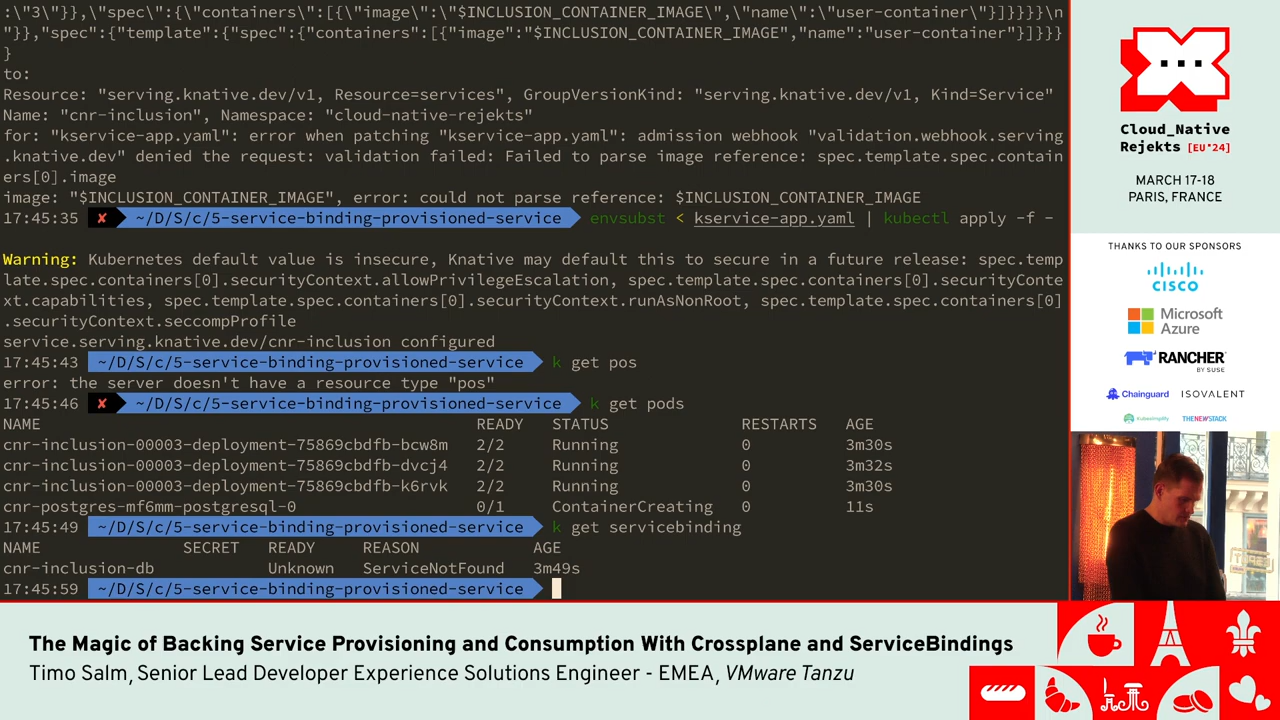 :\"3\"}},\"spec\":{\"containers\":[{\"image\":\"$INCLUSION_CONTAINER_IMAGE\",\"name\":\"user-container\"}]}}}}\n
"}},"spec":{"template":{"spec":{"containers":[{"image":"$INCLUSION_CONTAINER_IMAGE","name":"user-container"}]}}}
}
to:
Resource: "serving.knative.dev/v1, Resource=services", GroupVersionKind: "serving.knative.dev/v1, Kind=Service"
Name: "cnr-inclusion", Namespace: "cloud-native-rejekts"
for: "kservice-app.yaml": error when patching "kservice-app.yaml": admission webhook "validation.webhook.serving
.knative.dev" denied the request: validation failed: Failed to parse image reference: spec.template.spec.contain
ers[0].image
image: "$INCLUSION_CONTAINER_IMAGE", error: could not parse reference: $INCLUSION_CONTAINER_IMAGE
17:45:35 ✘ ~/D/S/c/5-service-binding-provisioned-service envsubst < kservice-app.yaml | kubectl apply -f -
Warning: Kubernetes default value is insecure, Knative may default this to secure in a future release: spec.temp
late.spec.containers[0].securityContext.allowPrivilegeEscalation, spec.template.spec.containers[0].securityConte
xt.capabilities, spec.template.spec.containers[0].securityContext.runAsNonRoot, spec.template.spec.containers[0]
.securityContext.seccompProfile
service.serving.knative.dev/cnr-inclusion configured
17:45:43 ~/D/S/c/5-service-binding-provisioned-service k get pos
error: the server doesn't have a resource type "pos"
17:45:46 ✘ ~/D/S/c/5-service-binding-provisioned-service k get pods
NAME READY STATUS RESTARTS AGE
cnr-inclusion-00003-deployment-75869cbdfb-bcw8m 2/2 Running 0 3m30s
cnr-inclusion-00003-deployment-75869cbdfb-dvcj4 2/2 Running 0 3m32s
cnr-inclusion-00003-deployment-75869cbdfb-k6rvk 2/2 Running 0 3m30s
cnr-postgres-mf6mm-postgresql-0 0/1 ContainerCreating 0 11s
17:45:49 ~/D/S/c/5-service-binding-provisioned-service k get servicebinding
NAME SECRET READY REASON AGE
cnr-inclusion-db Unknown ServiceNotFound 3m49s
17:45:59 ~/D/S/c/5-service-binding-provisioned-service
Cloud_Native
Rejekts [EU'24]
MARCH 17-18
PARIS, FRANCE
THANKS TO OUR SPONSORS
CISCO
Microsoft
Azure
RANCHER
BY SUSE
Chainguard ISOVALENT
Kubesimplify THENEWSTACK
The Magic of Backing Service Provisioning and Consumption With Crossplane and ServiceBindings
Timo Salm, Senior Lead Developer Experience Solutions Engineer - EMEA, VMware Tanzu